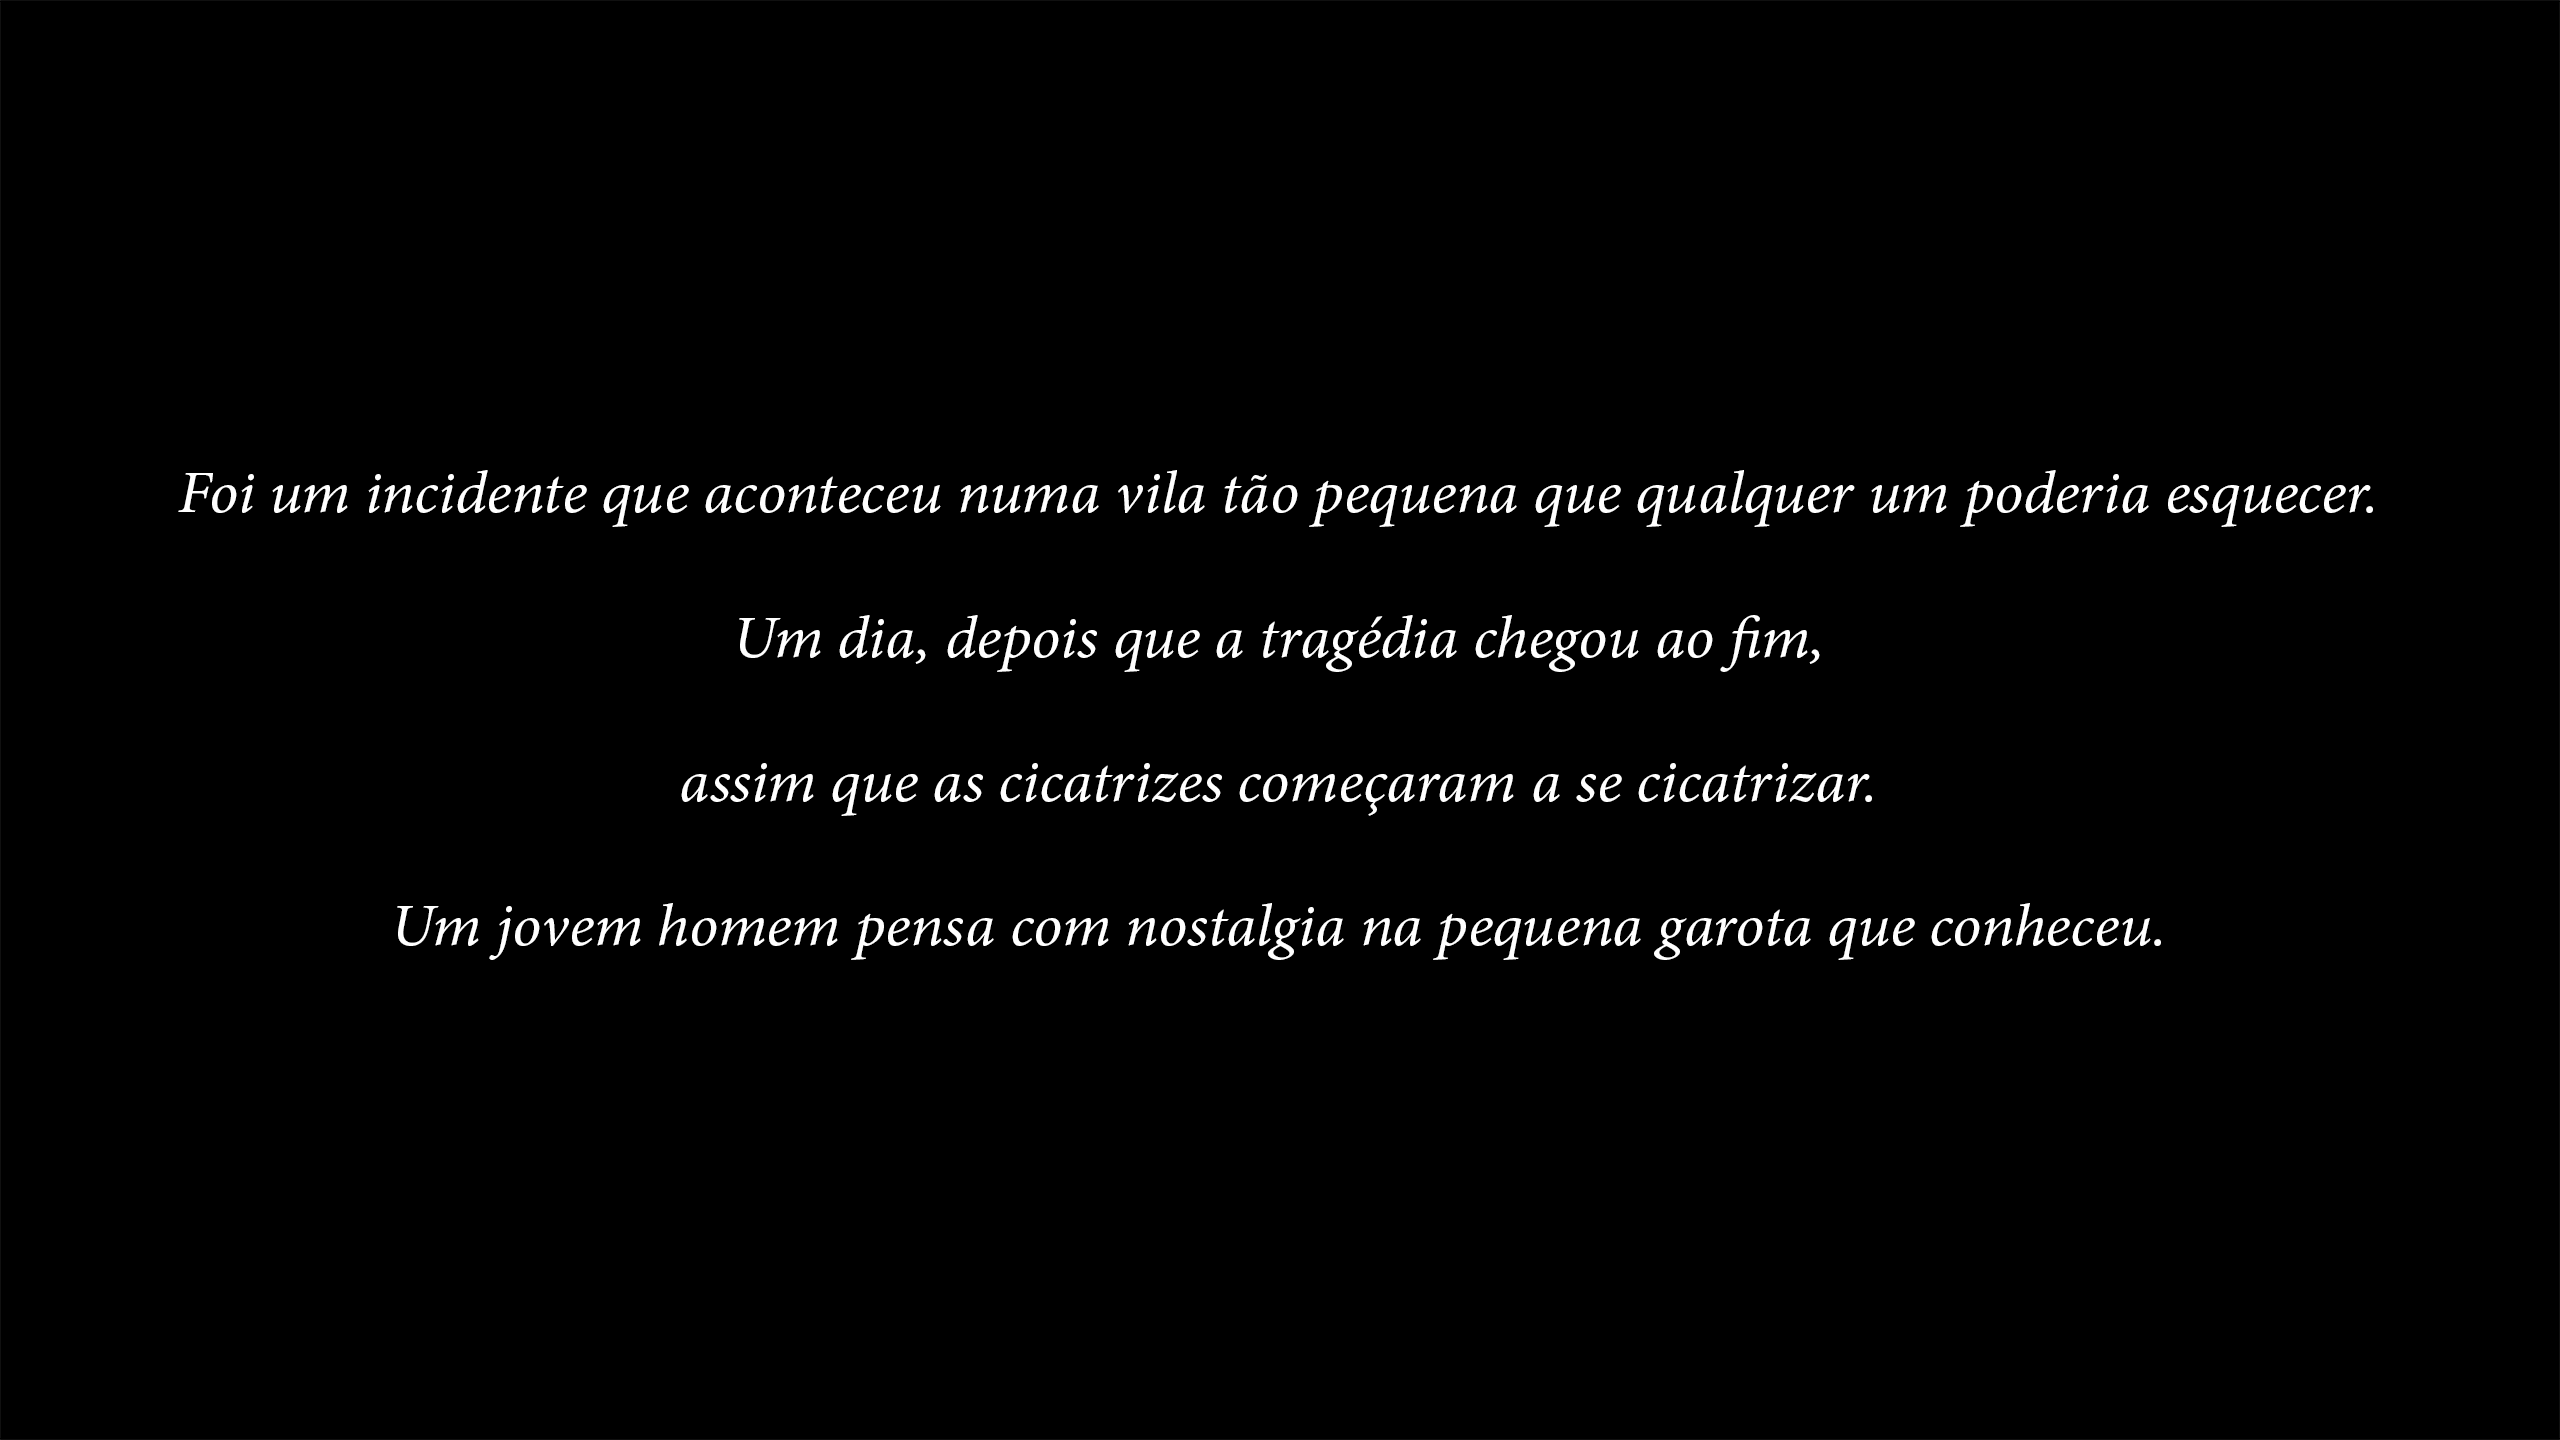 Foi um incidente que aconteceu numa vila tão pequena que qualquer um poderia esquecer.
Um dia, depois que a tragédia chegou ao fim,
assim que as cicatrizes começaram a se cicatrizar.
Um jovem homem pensa com nostalgia na pequena garota que conheceu.